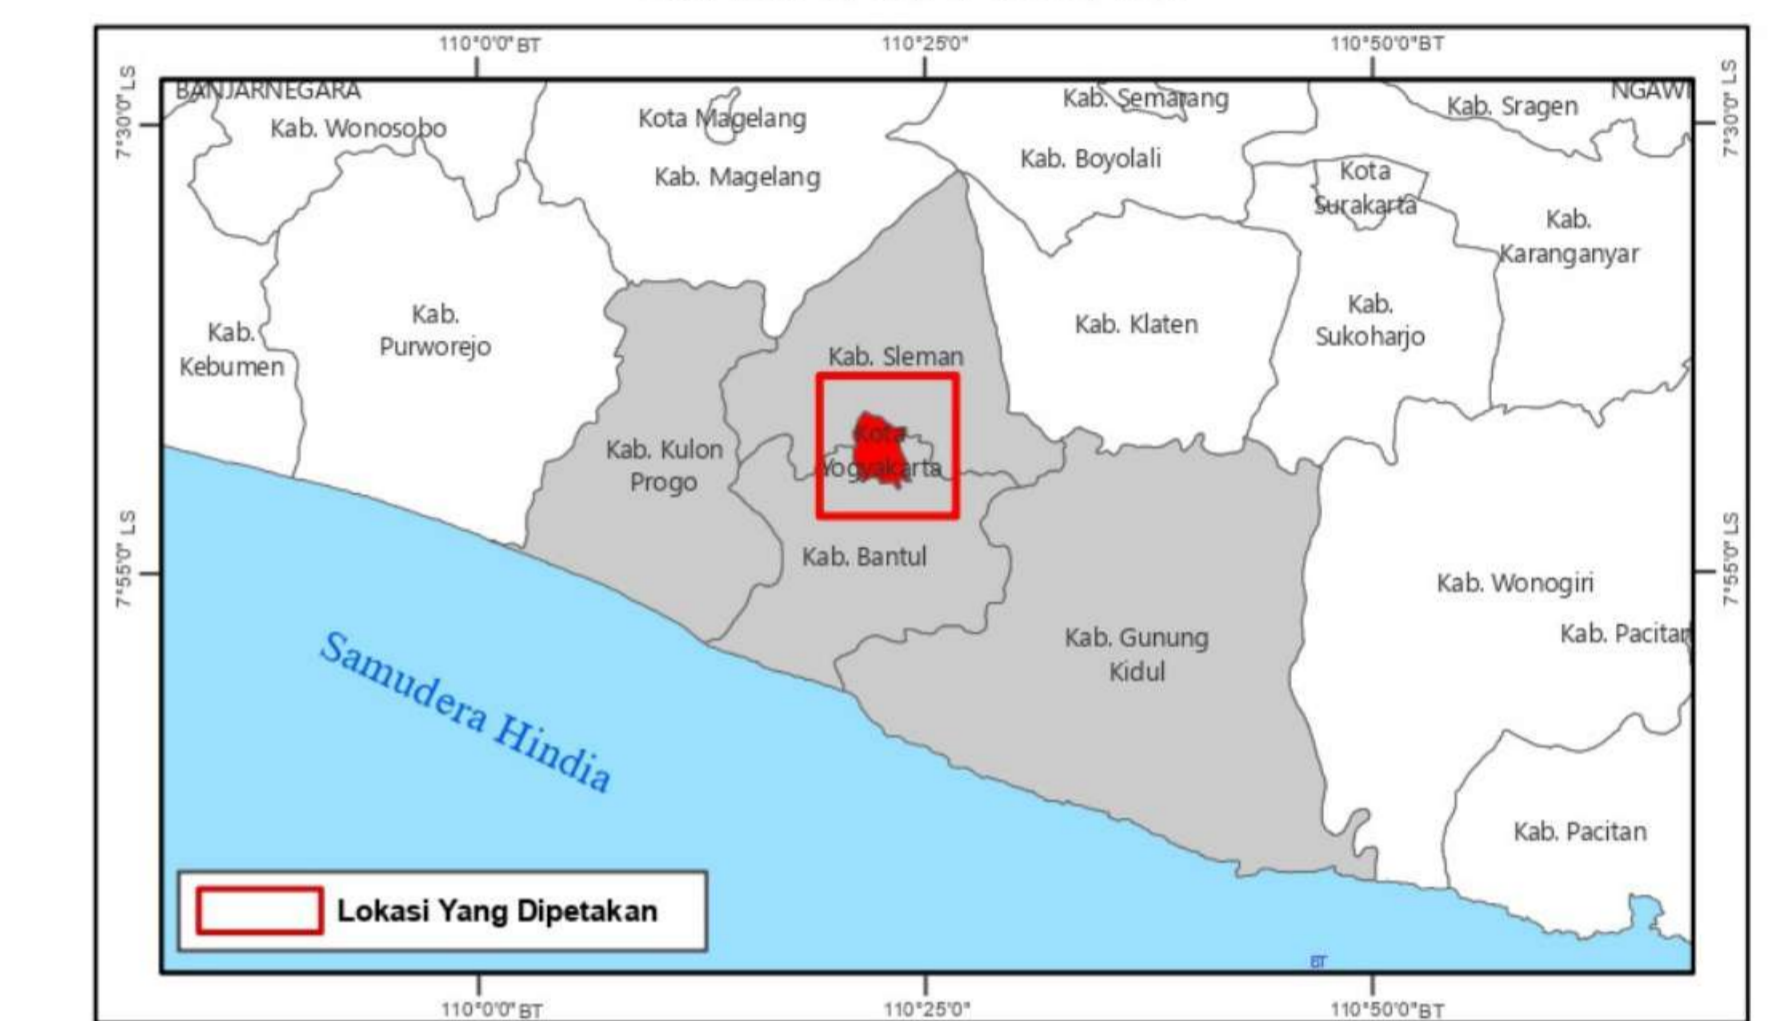 110°0'0"BT
110°25'0"
110°50'0"BT
7°30'0" LS
7°30'0" LS
BANJARNEGARA
Kab. Wonosobo
Kota Magelang
Kab. Magelang
Kab. Semarang
Kab. Boyolali
Kab. Sragen
NGAWI
Kota
Surakarta
Kab.
Karanganyar
Kab.
Kebumen
Kab.
Purworejo
Kab. Sleman
Kab. Klaten
Kab.
Sukoharjo
Kab. Kulon
Progo
Kota
Yogyakarta
Kab. Bantul
Kab. Gunung
Kidul
Kab. Wonogiri
Kab. Pacitan
7°55'0" LS
7°55'0" LS
Samudera Hindia
Kab. Pacitan
Lokasi Yang Dipetakan
BT
110°0'0"BT
110°25'0"
110°50'0"BT